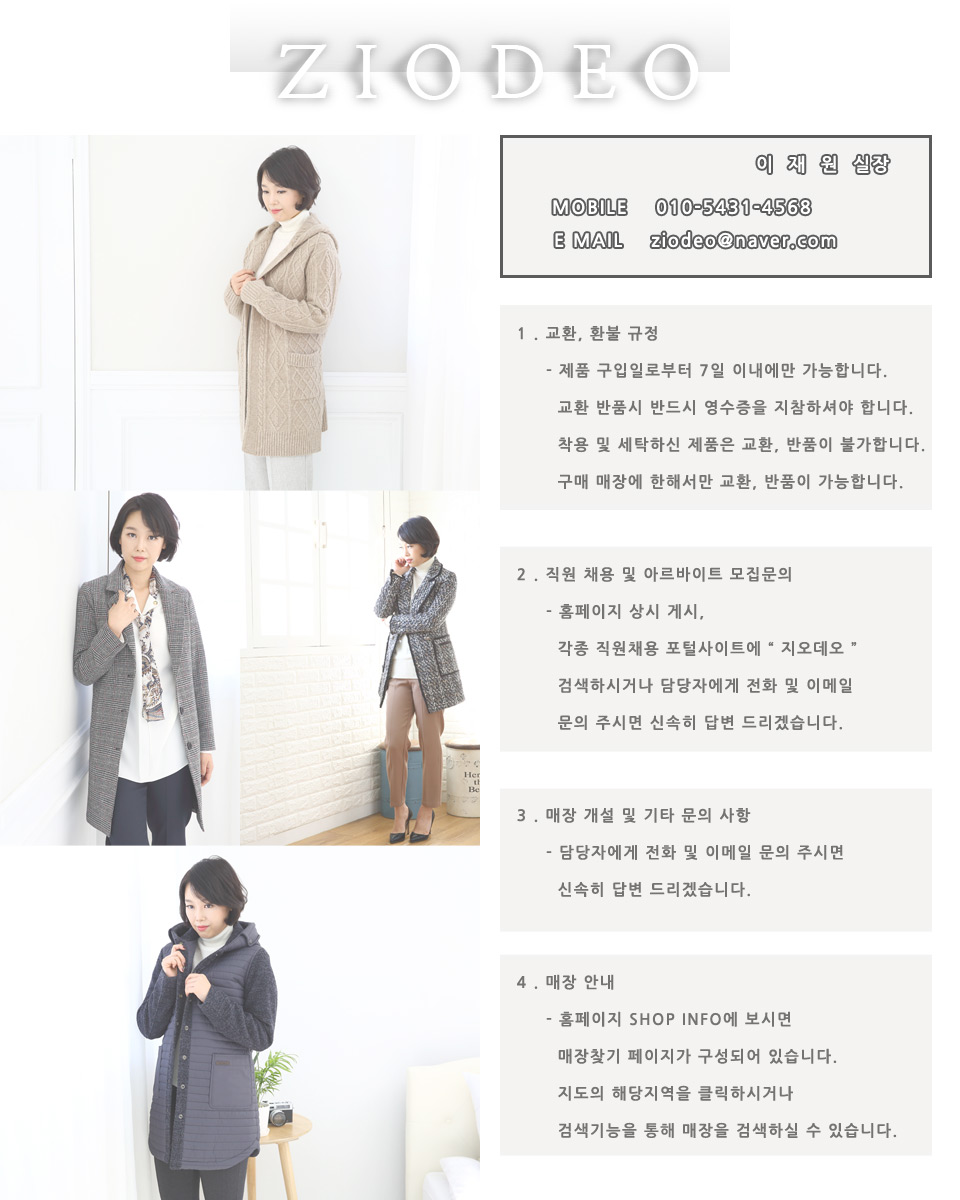 ZIODEO
이 재 원 실장
MOBILE 010-5431-4568
E MAIL ziodeo@naver.com
1 . 교환, 환불 규정
- 제품 구입일로부터 7일 이내에만 가능합니다.
교환 반품시 반드시 영수증을 지참하셔야 합니다.
착용 및 세탁하신 제품은 교환, 반품이 불가합니다.
구매 매장에 한해서만 교환, 반품이 가능합니다.
2 . 직원 채용 및 아르바이트 모집문의
- 홈페이지 상시 게시,
각종 직원채용 포털사이트에 “ 지오데오 ”
검색하시거나 담당자에게 전화 및 이메일
문의 주시면 신속히 답변 드리겠습니다.
3 . 매장 개설 및 기타 문의 사항
- 담당자에게 전화 및 이메일 문의 주시면
신속히 답변 드리겠습니다.
4 . 매장 안내
- 홈페이지 SHOP INFO에 보시면
매장찾기 페이지가 구성되어 있습니다.
지도의 해당지역을 클릭하시거나
검색기능을 통해 매장을 검색하실 수 있습니다.